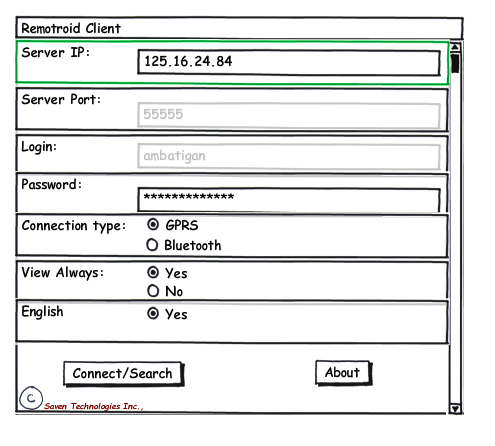 Remotroid Client
Server IP:
125.16.24.84
Server Port:
55555
Login:
ambatigan
Password:
*************
Connection type:
GPRS
Bluetooth
View Always:
Yes
No
English
Yes
Connect/Search
About
C
Saven Technologies Inc.,